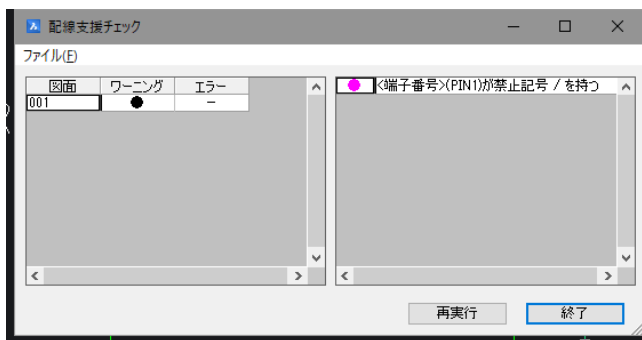 配線支援チェック
ファイル(F)
図面 ワーニング エラー
001 ● −
<端子番号>(PIN1)が禁止記号 / を持つ
再実行 終了